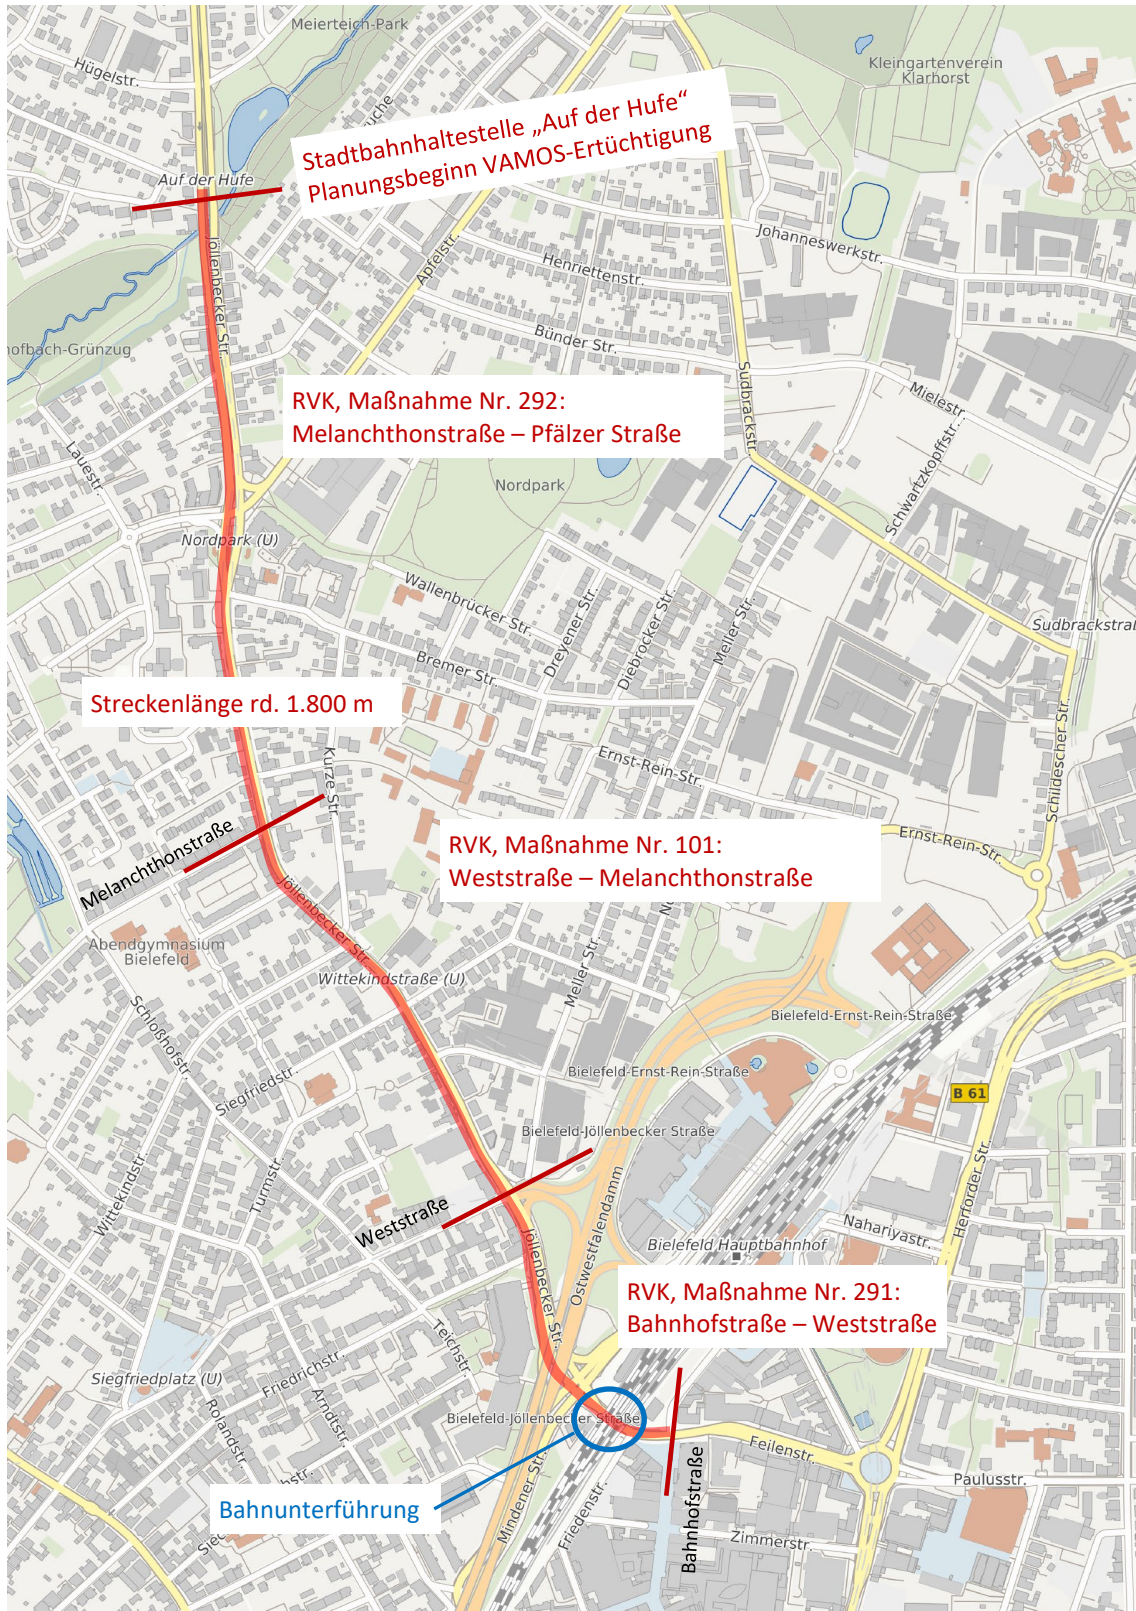 Meierteich-Park
Hügelstr.
Kleingartenverein
Klarhorst
Stadtbahnhaltestelle „Auf der Hufe“
Planungsbeginn VAMOS-Ertüchtigung
Auf der Hufe
Jöllenbecker Str.
Apfelstr.
Johanneswerkstr.
Henriettenstr.
Bünder Str.
hofbach-Grünzug
Sudbrackstr.
Mielestr.
RVK, Maßnahme Nr. 292:
Melanchthonstraße – Pfälzer Straße
Lauestr.
Schwartzkopffstr.
Nordpark
Nordpark (U)
Wallenbrücker Str.
Dreyener Str.
Diebrocker Str.
Meller Str.
Sudbrackstraß
Bremer Str.
Streckenlänge rd. 1.800 m
Kurze Str.
Ernst-Rein-Str.
Schildescher Str.
Melanchthonstraße
RVK, Maßnahme Nr. 101:
Weststraße – Melanchthonstraße
Ernst-Rein-Str.
Jöllenbecker Str.
Abendgymnasium
Bielefeld
Wittekindstraße (U)
Meller Str.
Schloßhofstr.
Bielefeld-Ernst-Rein-Straße
Bielefeld-Ernst-Rein-Straße
Siegfriedstr.
B 61
Bielefeld-Jöllenbecker Straße
Wittekindstr.
Turmstr.
Weststraße
Ostwestfalendamm
Herforder Str.
Nahariyastr.
Bielefeld Hauptbahnhof
Jöllenbecker Str.
RVK, Maßnahme Nr. 291:
Bahnhofstraße – Weststraße
Teichstr.
Friedrichstr.
Siegfriedplatz (U)
Rolandstr.
Arndtstr.
Bielefeld-Jöllenbecker Straße
Feilenstr.
Mindener Str.
Bahnunterführung
Friedenstr.
Bahnhofstraße
Paulusstr.
Zimmerstr.